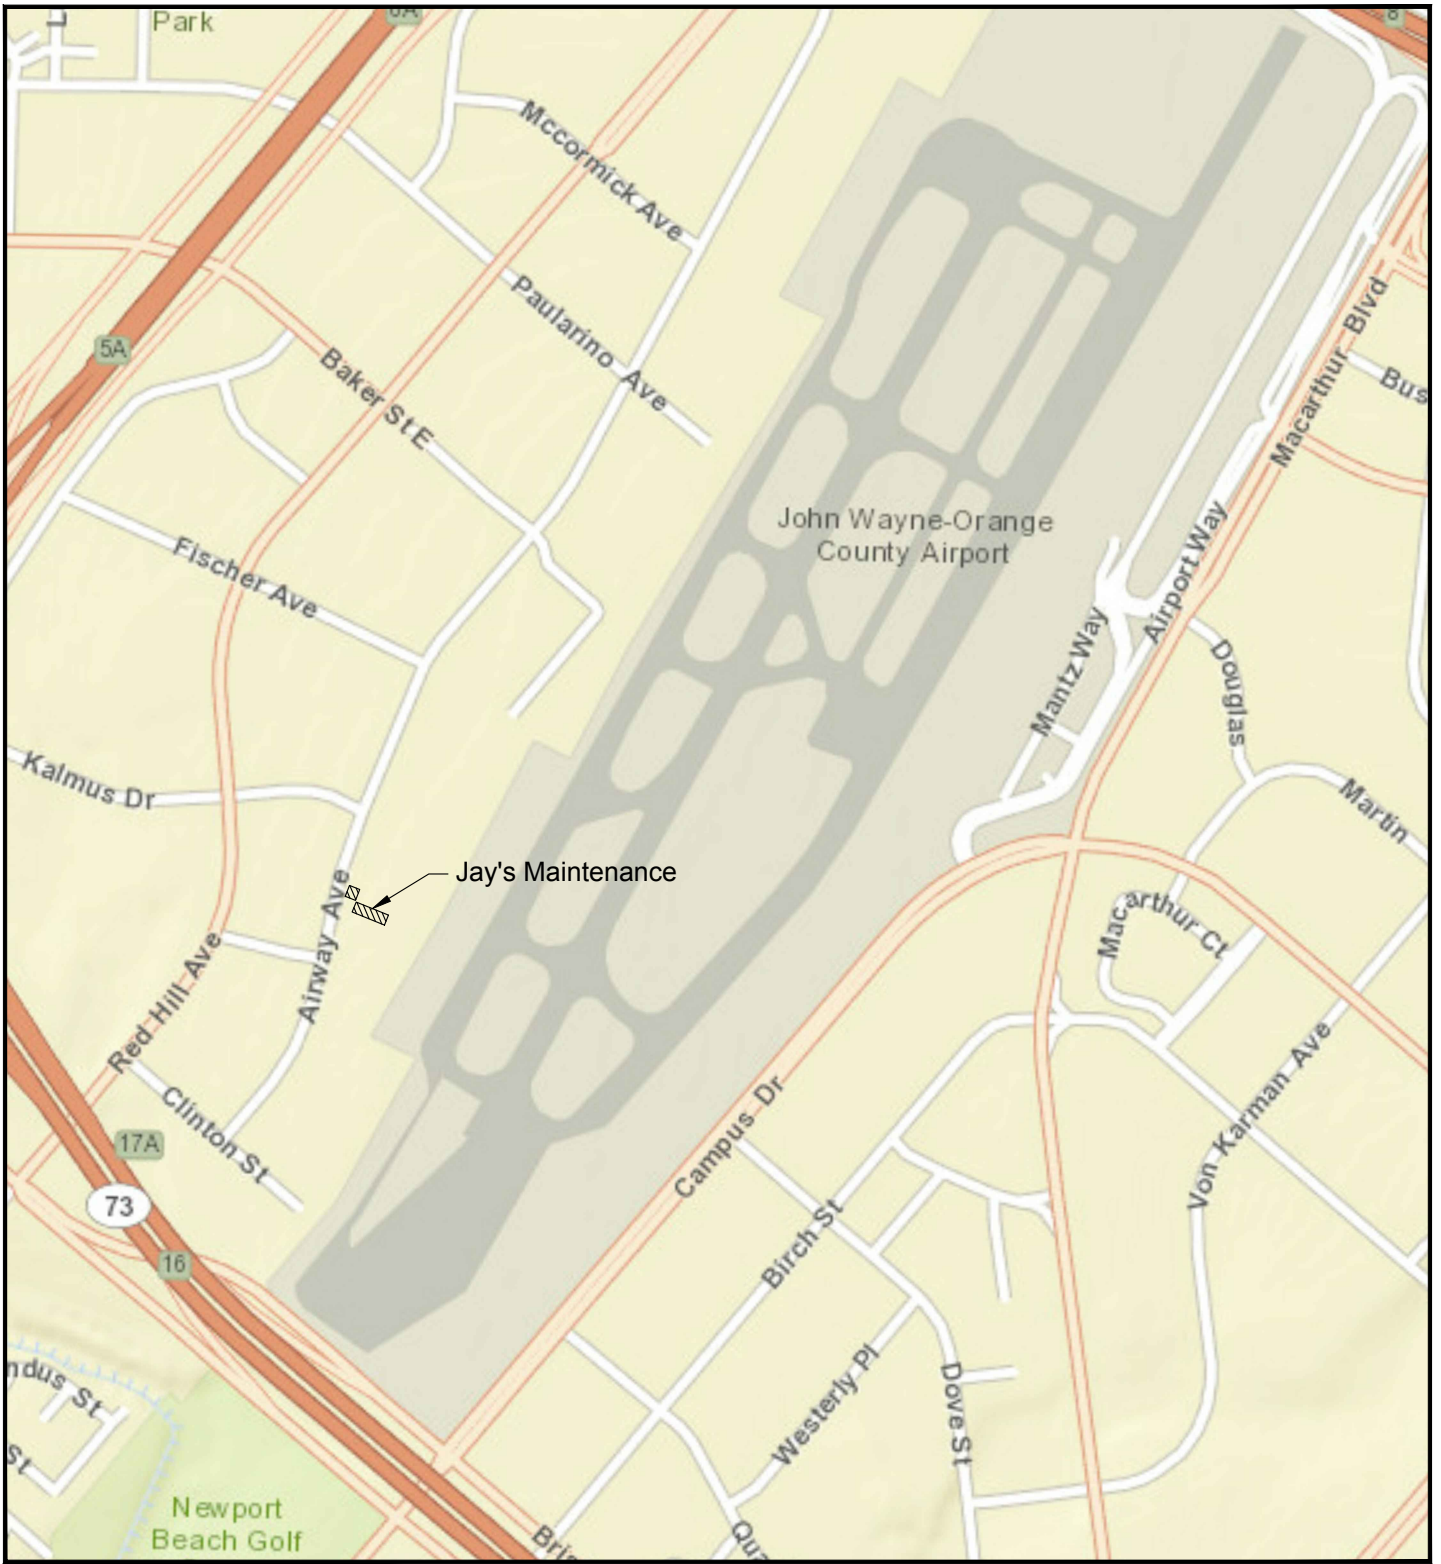 Park
8
Mccormick Ave
Paularino Ave
Macarthur Blvd
5A
Baker St E
John Wayne-Orange
County Airport
Airport Way
Fischer Ave
Mantz Way
Douglas
Kalmus Dr
Martin
Jay's Maintenance
Airway Ave
Macarthur Ct
Red Hill Ave
Clinton St
Campus Dr
Von Karman Ave
17A
73
Birch St
16
Westerly Pl
Dove St
St
Newport
Beach Golf